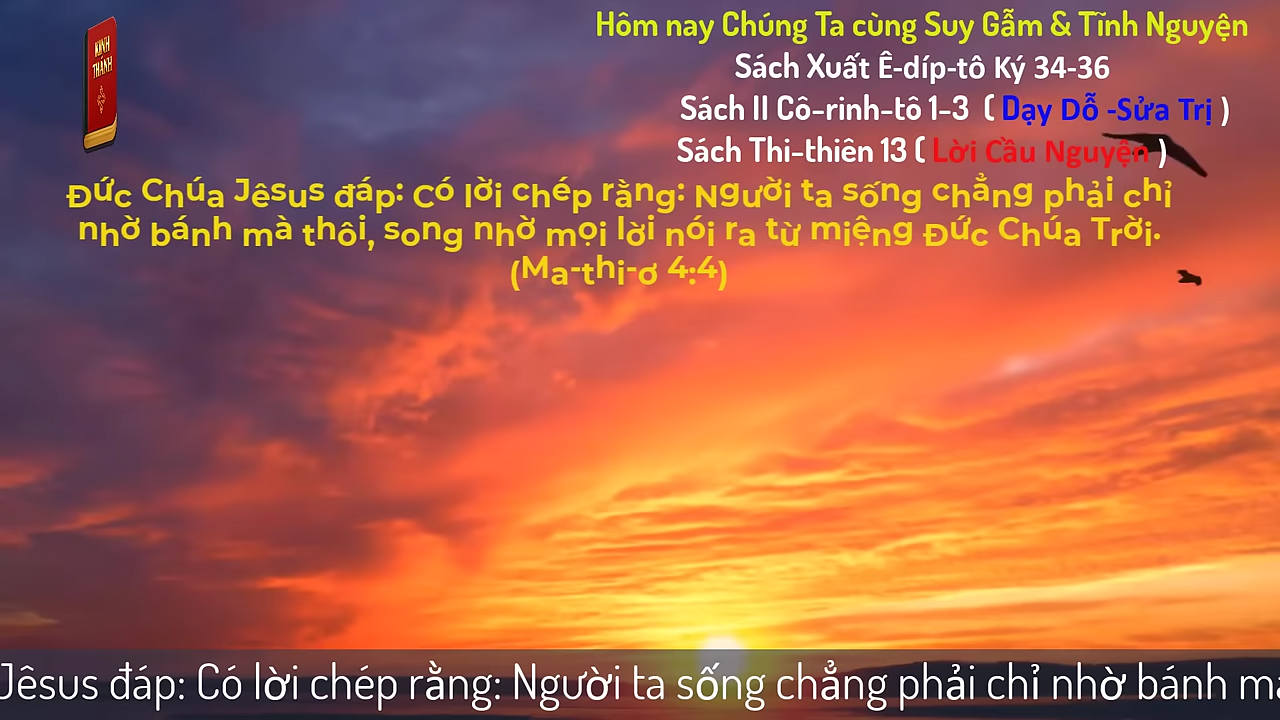 KINH
THÁNH
Hôm nay Chúng Ta cùng Suy Gẫm & Tĩnh Nguyện
Sách Xuất Ê-díp-tô Ký 34-36
Sách II Cô-rinh-tô 1-3 ( Dạy Dỗ -Sửa Trị )
Sách Thi-thiên 13 ( Lời Cầu Nguyện )
Đức Chúa Jêsus đáp: Có lời chép rằng: Người ta sống chẳng phải chỉ
nhờ bánh mà thôi, song nhờ mọi lời nói ra từ miệng Đức Chúa Trời.
(Ma-thi-ơ 4:4)
Jêsus đáp: Có lời chép rằng: Người ta sống chẳng phải chỉ nhờ bánh mà